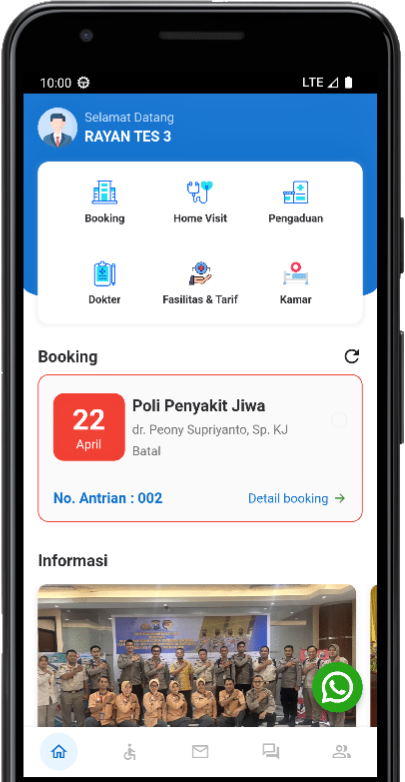 10:00
LTE
Selamat Datang
RAYAN TES 3
Booking
Home Visit
Pengaduan
Dokter
Fasilitas & Tarif
Kamar
Booking
22
April
Poli Penyakit Jiwa
dr. Peony Supriyanto, Sp. KJ
Batal
No. Antrian : 002
Detail booking →
Informasi